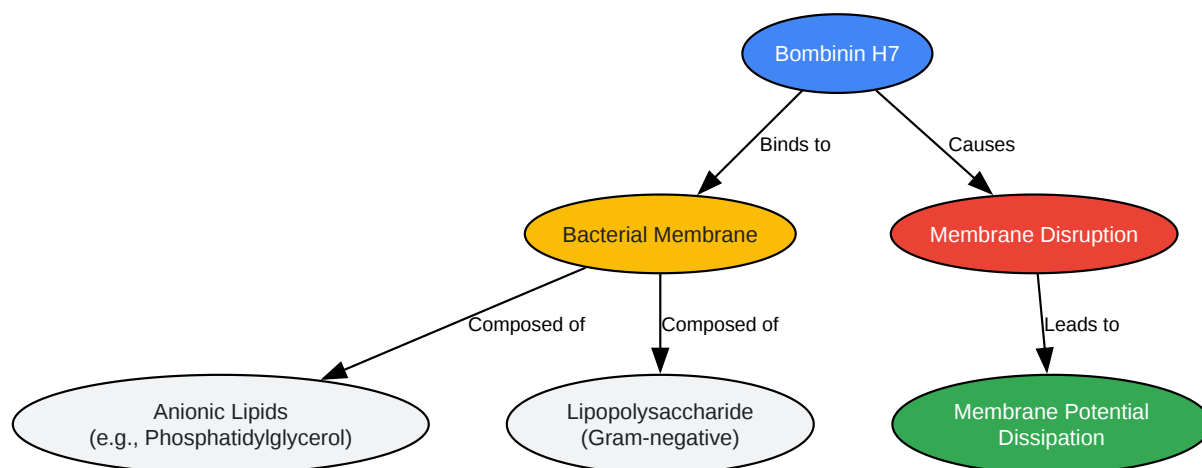 Bombinin H7
Binds to
Causes
Bacterial Membrane
Membrane Disruption
Composed of
Composed of
Leads to
Anionic Lipids
(e.g., Phosphatidylglycerol)
Lipopolysaccharide
(Gram-negative)
Membrane Potential
Dissipation